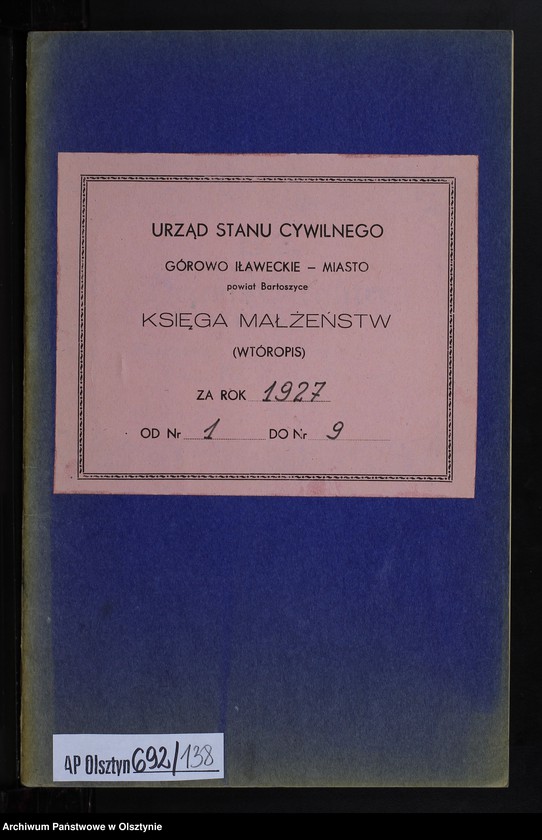 URZĄD STANU CYWILNEGO
GÓROWO IŁAWECKIE – MIASTO
powiat Bartoszyce
KSIĘGA MAŁŻEŃSTW
(WTÓROPIS)
ZA ROK 1927
OD Nr 1 DO Nr 9
AP Olsztyn 692/138
Archiwum Państwowe w Olsztynie